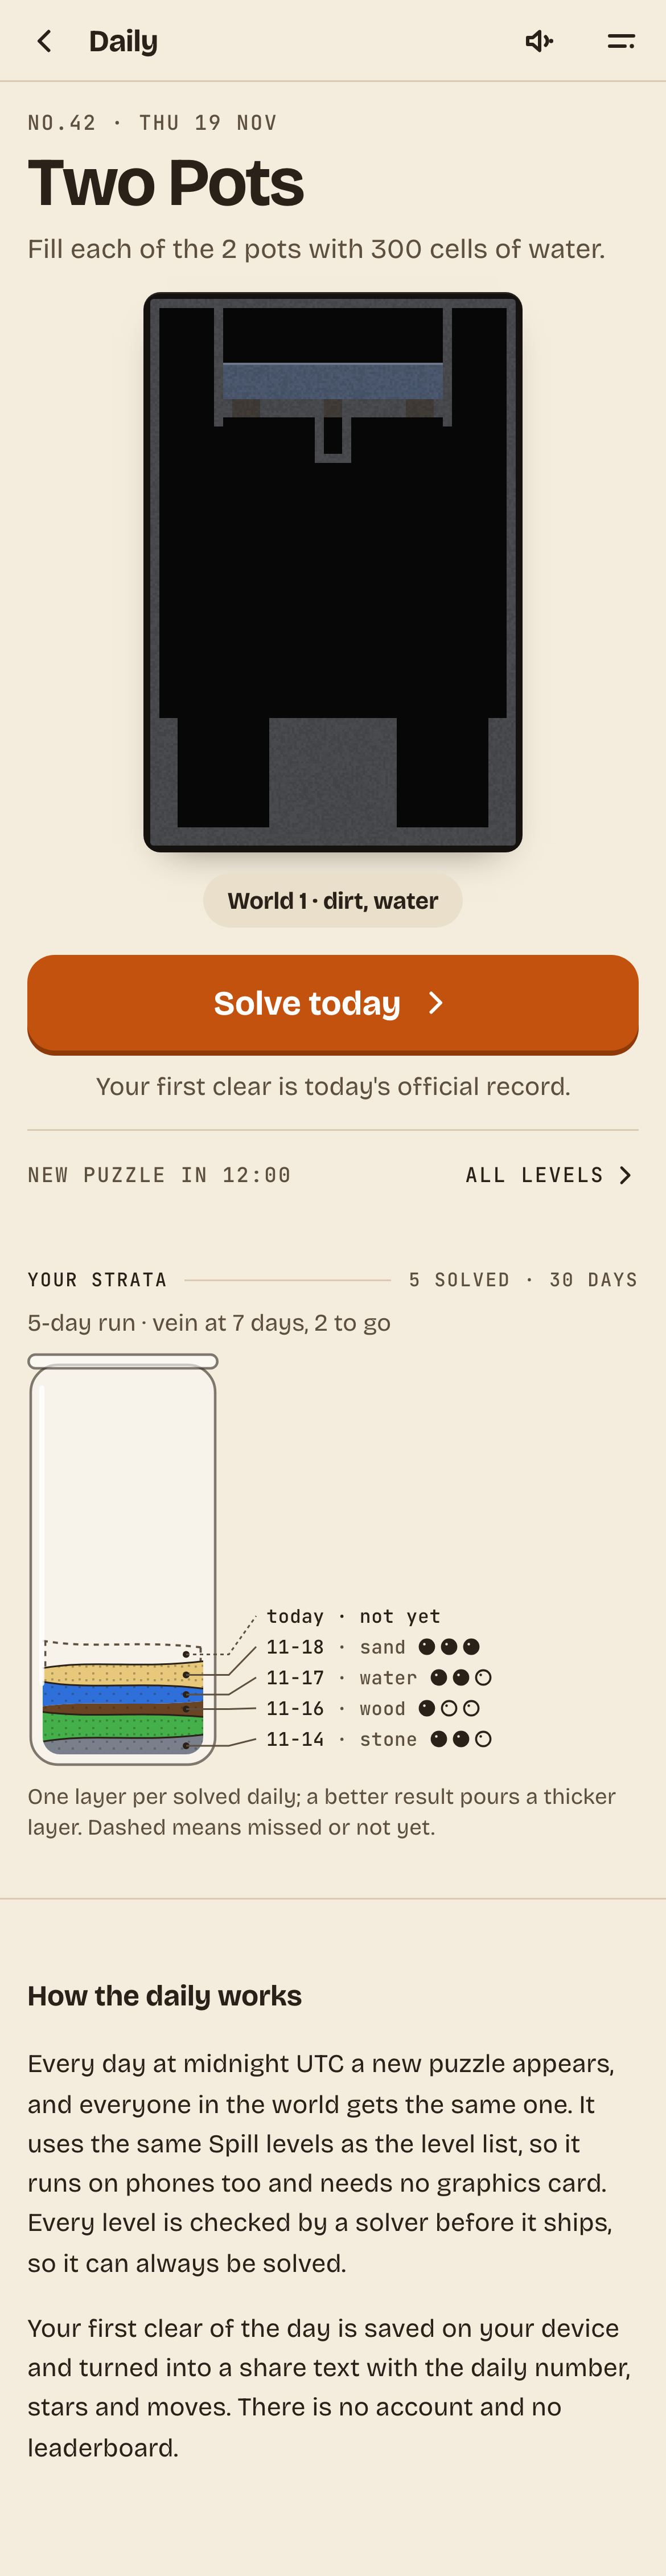 Daily
NO.42 · THU 19 NOV
Two Pots
Fill each of the 2 pots with 300 cells of water.
World 1 · dirt, water
Solve today
Your first clear is today's official record.
NEW PUZZLE IN 12:00
ALL LEVELS
YOUR STRATA
5 SOLVED · 30 DAYS
5-day run · vein at 7 days, 2 to go
today · not yet
11-18 · sand
11-17 · water
11-16 · wood
11-14 · stone
One layer per solved daily; a better result pours a thicker
layer. Dashed means missed or not yet.
How the daily works
Every day at midnight UTC a new puzzle appears,
and everyone in the world gets the same one. It
uses the same Spill levels as the level list, so it
runs on phones too and needs no graphics card.
Every level is checked by a solver before it ships,
so it can always be solved.
Your first clear of the day is saved on your device
and turned into a share text with the daily number,
stars and moves. There is no account and no
leaderboard.